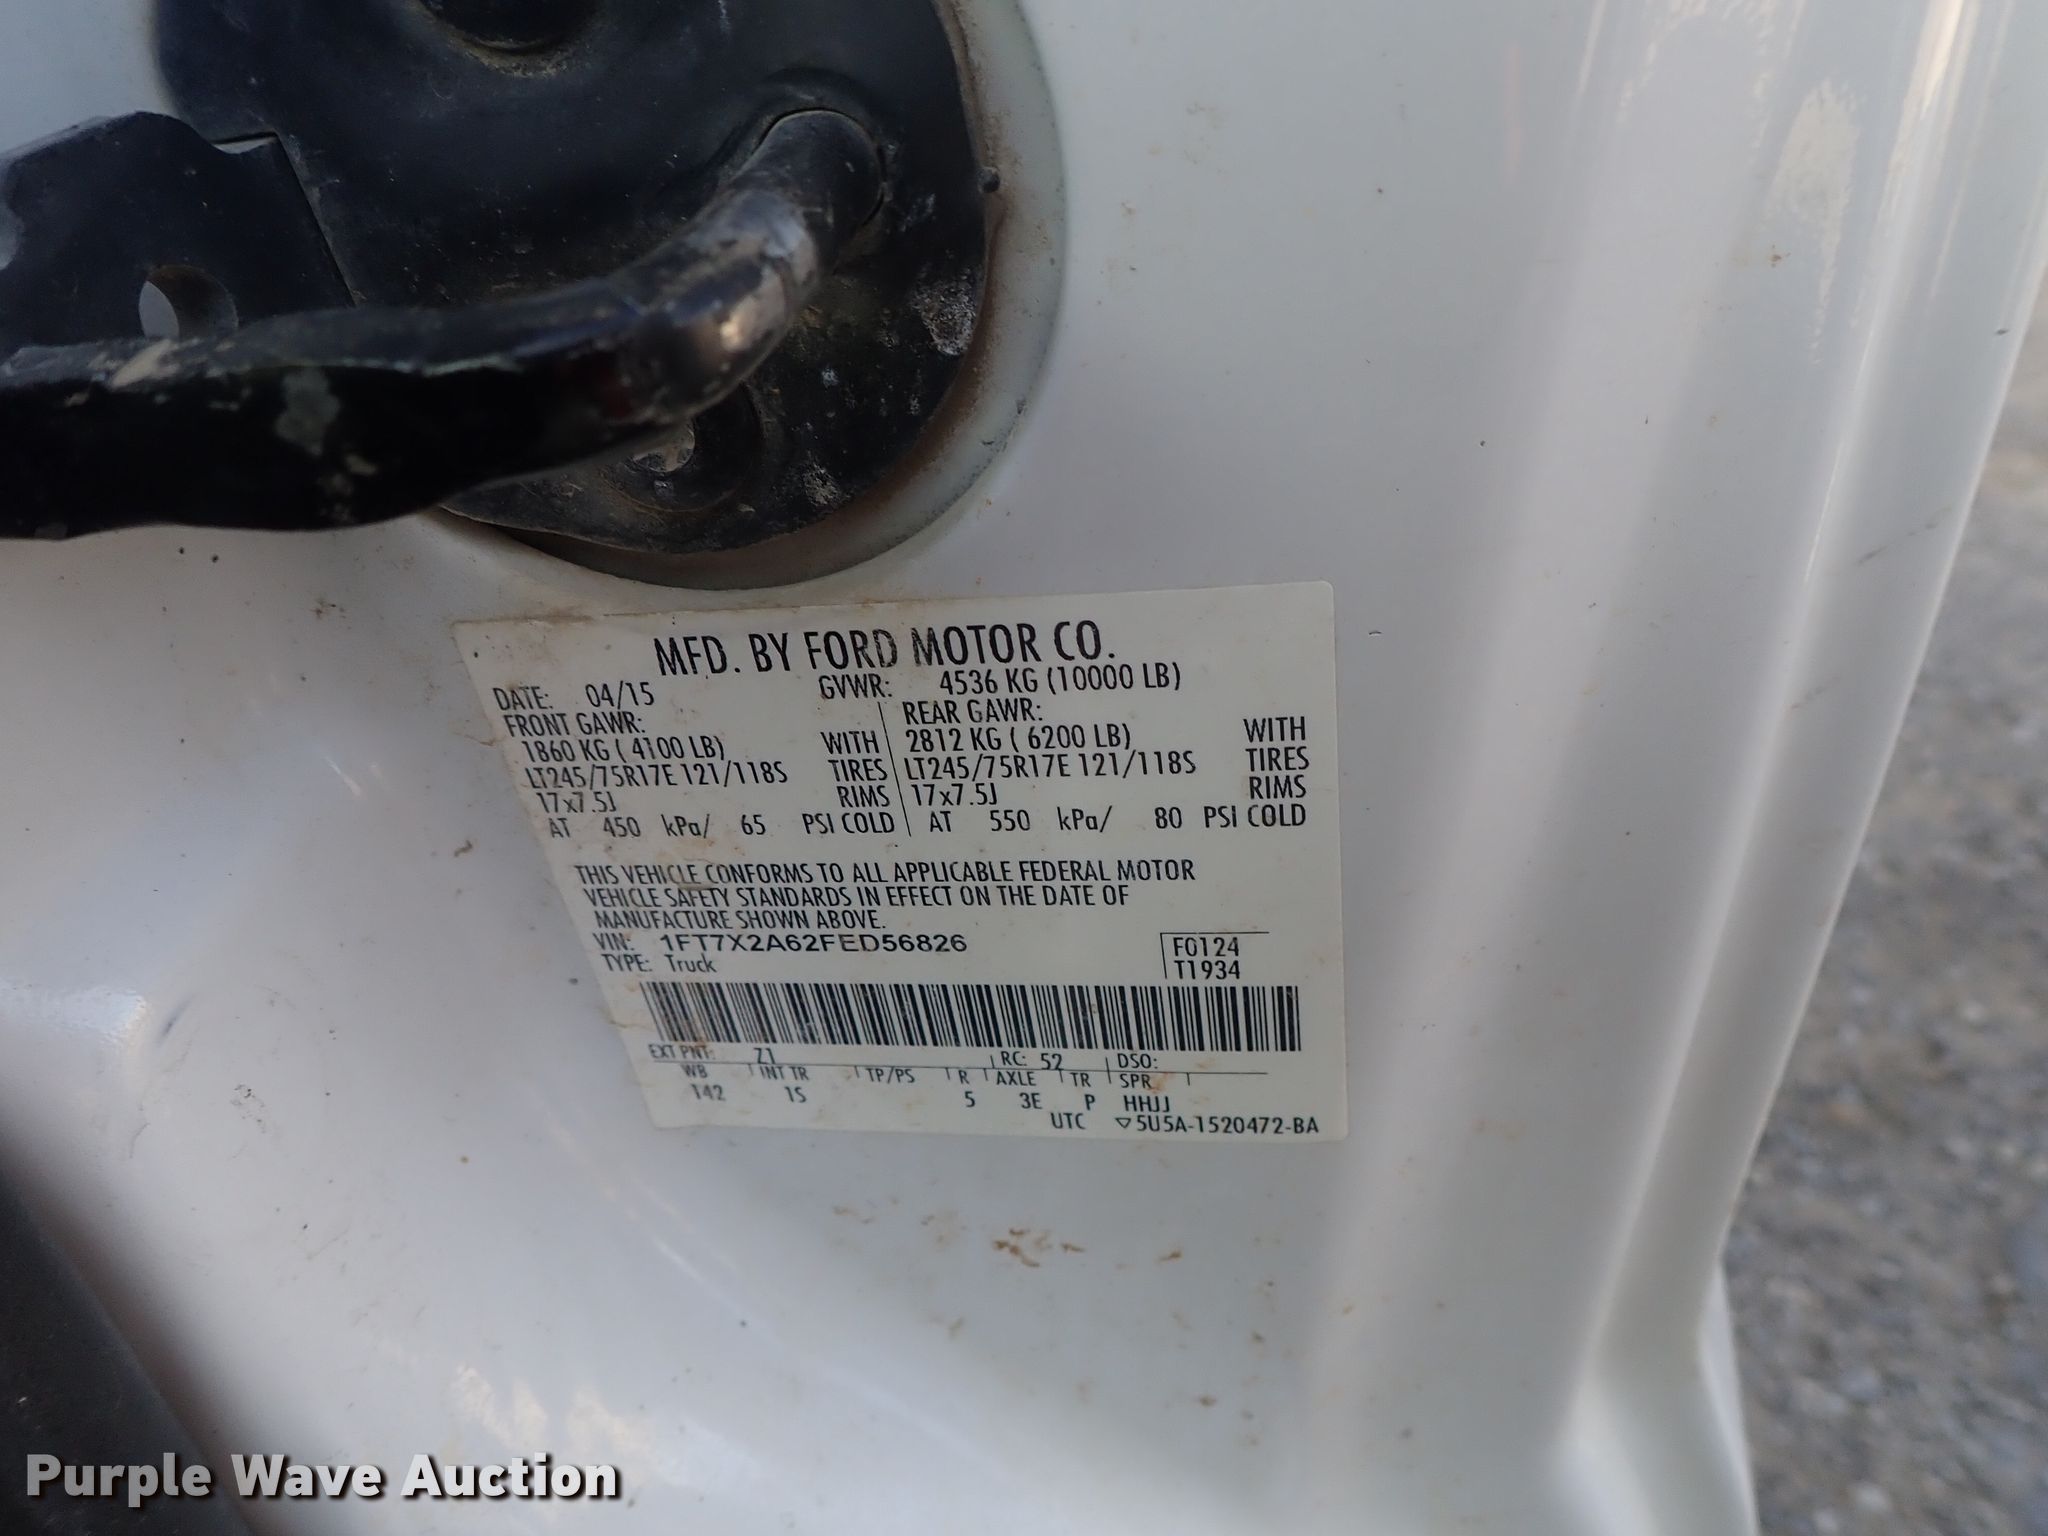 MFD. BY FORD MOTOR CO.
DATE: 04/15 GVWR: 4536 KG (10000 LB)
FRONT GAWR: REAR GAWR:
1860 KG ( 4100 LB) WITH 2812 KG ( 6200 LB) WITH
LT245/75R17E 121/118S TIRES LT245/75R17E 121/118S TIRES
17x7.5J RIMS 17x7.5J RIMS
AT 450 kPa/ 65 PSI COLD AT 550 kPa/ 80 PSI COLD
THIS VEHICLE CONFORMS TO ALL APPLICABLE FEDERAL MOTOR
VEHICLE SAFETY STANDARDS IN EFFECT ON THE DATE OF
MANUFACTURE SHOWN ABOVE.
VIN: 1FT7X2A62FED56826 F0124
TYPE: Truck T1934
EXT PNT: Z1 RC: 52 DSO:
WB INT TR TP/PS R AXLE TR SPR
142 1S 5 3E P HHJJ
UTC ▽5U5A-1520472-BA
Purple Wave Auction